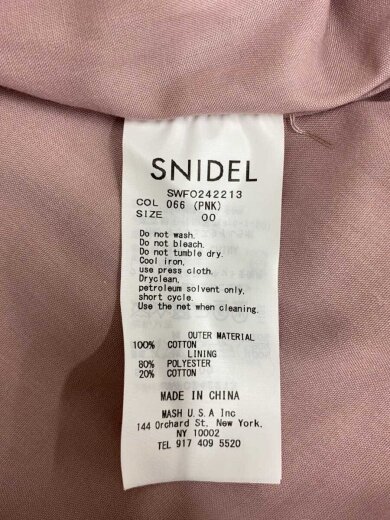 SNIDEL
SWFO242213
COL 066 (PNK)
SIZE 00
Do not wash.
Do not bleach.
Do not tumble dry.
Cool iron,
use press cloth.
Dryclean,
petroleum solvent only,
short cycle.
Use the net when cleaning.
OUTER MATERIAL
100% COTTON
LINING
80% POLYESTER
20% COTTON
MADE IN CHINA
MASH U.S.A Inc
144 Orchard St. New York.
NY 10002
TEL 917 409 5520